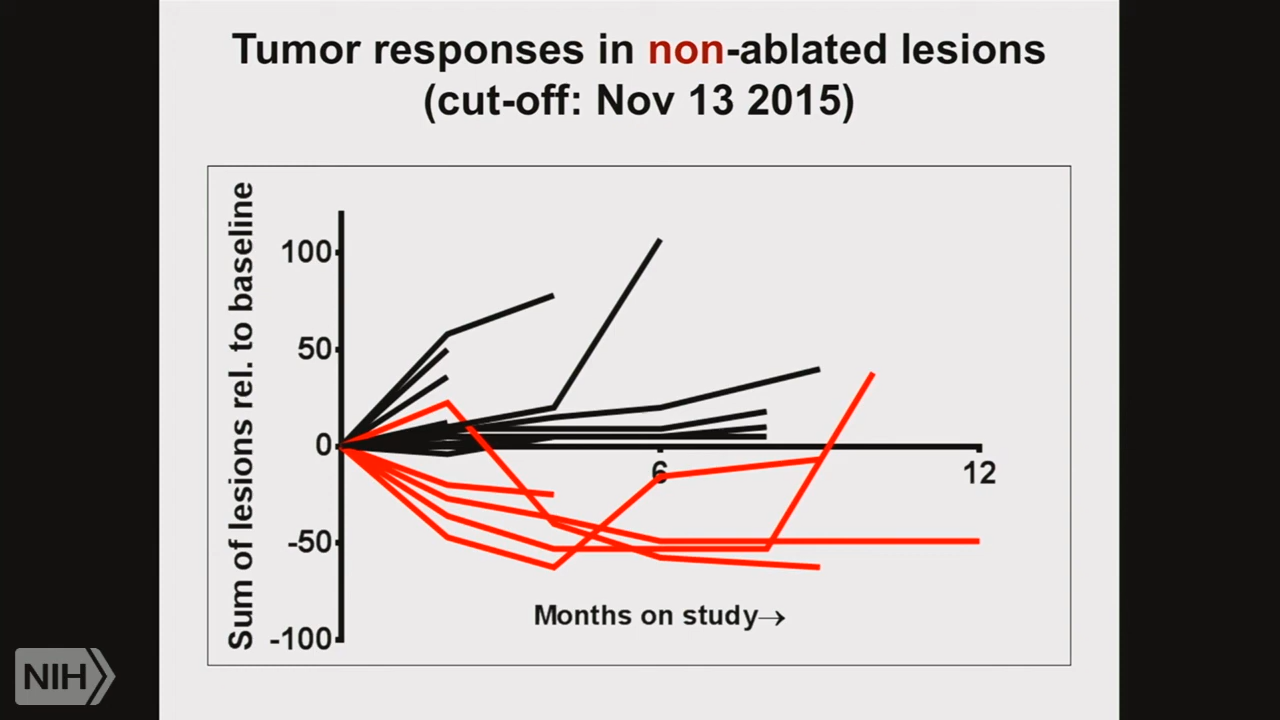 Tumor responses in non-ablated lesions
(cut-off: Nov 13 2015)
Sum of lesions rel. to baseline
100
50
0
-50
-100
6
12
Months on study→
NIH